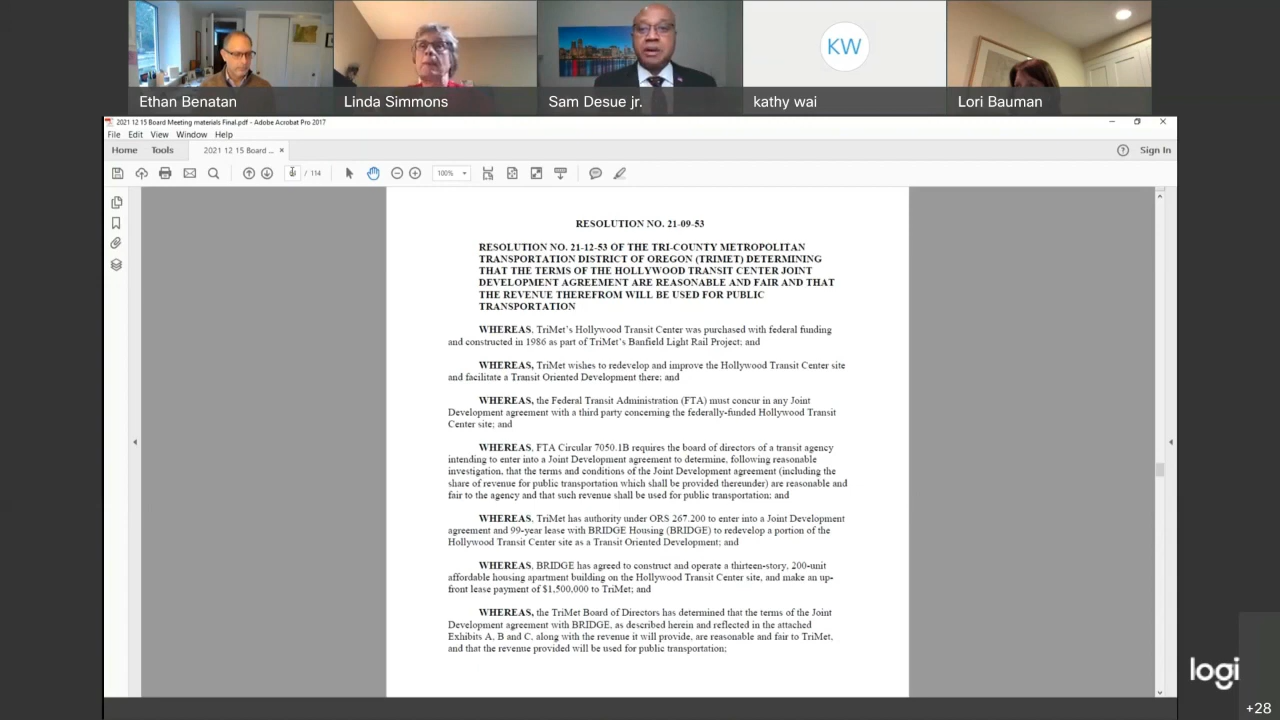 KW
Ethan Benatan
Linda Simmons
Sam Desue jr.
kathy wai
Lori Bauman
2021 12 15 Board Meeting materials Final.pdf - Adobe Acrobat Pro 2017
File Edit View Window Help
Home Tools 2021 12 15 Board ... × Sign In
/ 114 100%
RESOLUTION NO. 21-09-53
RESOLUTION NO. 21-12-53 OF THE TRI-COUNTY METROPOLITAN
TRANSPORTATION DISTRICT OF OREGON (TRIMET) DETERMINING
THAT THE TERMS OF THE HOLLYWOOD TRANSIT CENTER JOINT
DEVELOPMENT AGREEMENT ARE REASONABLE AND FAIR AND THAT
THE REVENUE THEREFROM WILL BE USED FOR PUBLIC
TRANSPORTATION
WHEREAS, TriMet's Hollywood Transit Center was purchased with federal funding
and constructed in 1986 as part of TriMet's Banfield Light Rail Project; and
WHEREAS, TriMet wishes to redevelop and improve the Hollywood Transit Center site
and facilitate a Transit Oriented Development there; and
WHEREAS, the Federal Transit Administration (FTA) must concur in any Joint
Development agreement with a third party concerning the federally-funded Hollywood Transit
Center site; and
WHEREAS, FTA Circular 7050.1B requires the board of directors of a transit agency
intending to enter into a Joint Development agreement to determine, following reasonable
investigation, that the terms and conditions of the Joint Development agreement (including the
share of revenue for public transportation which shall be provided thereunder) are reasonable and
fair to the agency and that such revenue shall be used for public transportation; and
WHEREAS, TriMet has authority under ORS 267.200 to enter into a Joint Development
agreement and 99-year lease with BRIDGE Housing (BRIDGE) to redevelop a portion of the
Hollywood Transit Center site as a Transit Oriented Development; and
WHEREAS, BRIDGE has agreed to construct and operate a thirteen-story, 200-unit
affordable housing apartment building on the Hollywood Transit Center site, and make an up-
front lease payment of $1,500,000 to TriMet; and
WHEREAS, the TriMet Board of Directors has determined that the terms of the Joint
Development agreement with BRIDGE, as described herein and reflected in the attached
Exhibits A, B and C, along with the revenue it will provide, are reasonable and fair to TriMet,
and that the revenue provided will be used for public transportation;
logi
+28